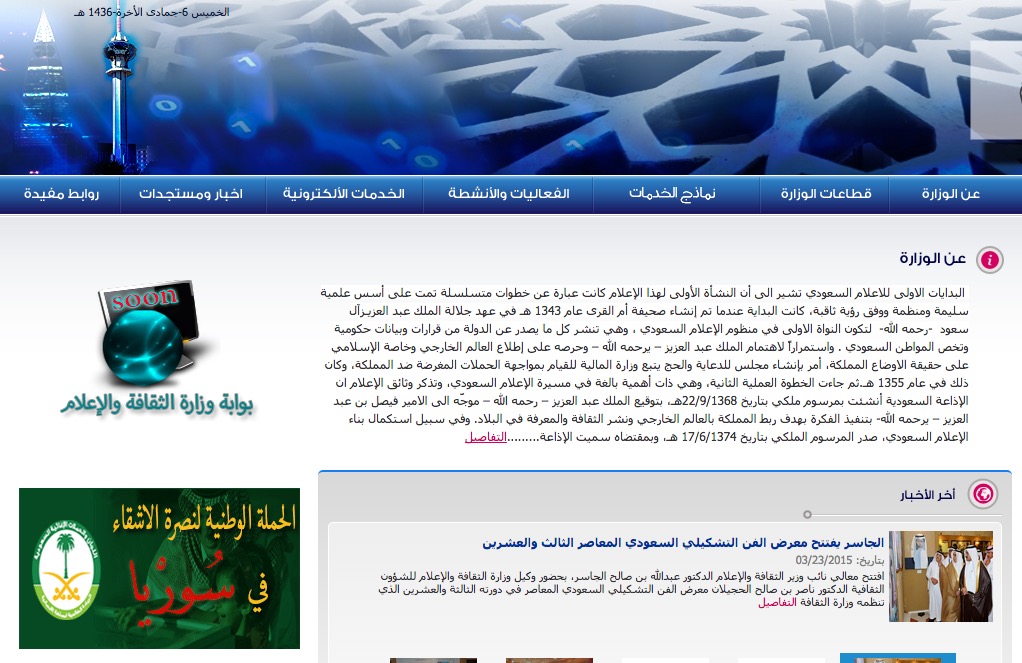 الخميس 6-جمادى الأخرة-1436 هـ
عن الوزارة
قطاعات الوزارة
نماذج الخدمات
الفعاليات والأنشطة
الخدمات الألكترونية
اخبار ومستجدات
روابط مفيدة
عن الوزارة
البدايات الاولى للاعلام السعودي تشير الى أن النشأة الأولى لهذا الإعلام كانت عبارة عن خطوات متسلسلة تمت على أسس علمية
سليمة ومنظمة ووفق رؤية ثاقبة، كانت البداية عندما تم إنشاء صحيفة أم القرى عام 1343 هـ في عهد جلالة الملك عبد العزيزآل
سعود -رحمه الله- لتكون النواة الاولى في منظوم الإعلام السعودي ، وهي تنشر كل ما يصدر عن الدولة من قرارات وبيانات حكومية
وتخص المواطن السعودي . واستمراراً لاهتمام الملك عبد العزيز – يرحمه الله – وحرصه على إطلاع العالم الخارجي وخاصة الإسلامي
على حقيقة الاوضاع المملكة، أمر بإنشاء مجلس للدعاية والحج يتبع وزارة المالية للقيام بمواجهة الحملات المغرضة ضد المملكة، وكان
ذلك في عام 1355 هـ.ثم جاءت الخطوة العملية الثانية، وهي ذات أهمية بالغة في مسيرة الإعلام السعودي، وتذكر وثائق الإعلام ان
الإذاعة السعودية أنشئت بمرسوم ملكي بتاريخ 22/9/1368هـ، بتوقيع الملك عبد العزيز – رحمه الله – موجّه الى الامير فيصل بن عبد
العزيز – رحمه الله- بتنفيذ الفكرة بهدف ربط المملكة بالعالم الخارجي ونشر الثقافة والمعرفة في البلاد. وفي سبيل استكمال بناء
الإعلام السعودي، صدر المرسوم الملكي بتاريخ 17/6/1374 هـ، وبمقتضاه سميت الإذاعة.........التفاصيل
soon
بوابة وزارة الثقافة والإعلام
الحملة الوطنية لنصرة الاشقاء
في سوريا
أخر الأخبار
الجاسر يفتتح معرض الفن التشكيلي السعودي المعاصر الثالث والعشرين
بتاريخ: 03/23/2015
افتتح معالي نائب وزير الثقافة والإعلام الدكتور عبدالله بن صالح الجاسر، بحضور وكيل وزارة الثقافة والإعلام للشؤون
الثقافية الدكتور ناصر بن صالح الحجيلان معرض الفن التشكيلي السعودي المعاصر في دورته الثالثة والعشرين الذي
تنظمه وزارة الثقافة التفاصيل